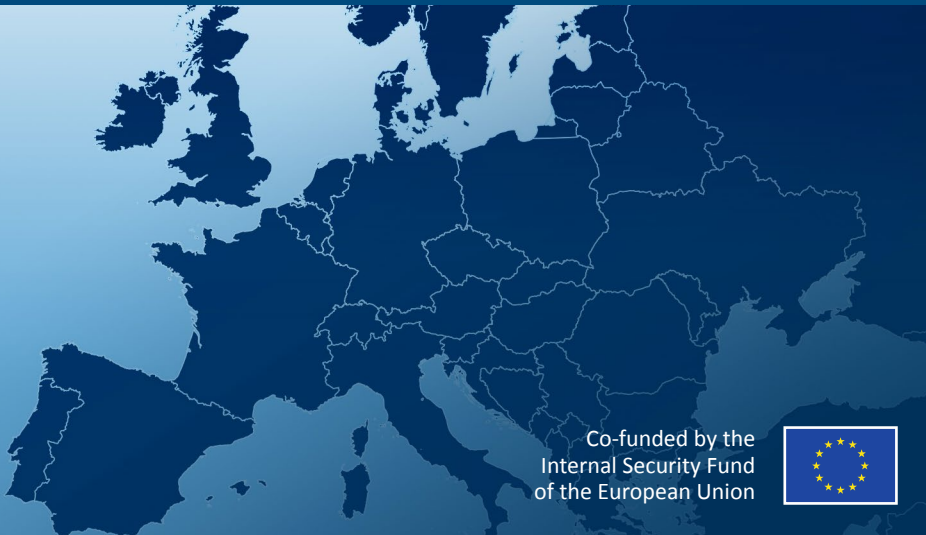 Co-funded by the
Internal Security Fund
of the European Union